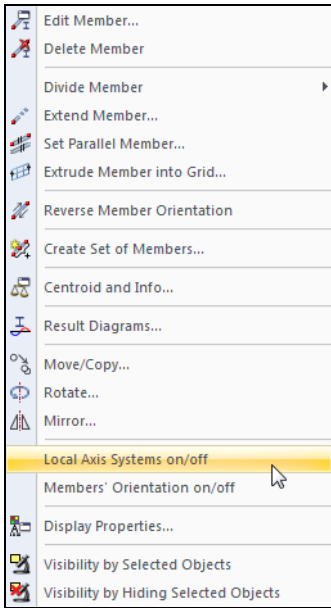 Edit Member...
Delete Member
Divide Member
Extend Member...
Set Parallel Member...
Extrude Member into Grid...
Reverse Member Orientation
Create Set of Members...
Centroid and Info...
Result Diagrams...
Move/Copy...
Rotate...
Mirror...
Local Axis Systems on/off
Members' Orientation on/off
Display Properties...
Visibility by Selected Objects
Visibility by Hiding Selected Objects